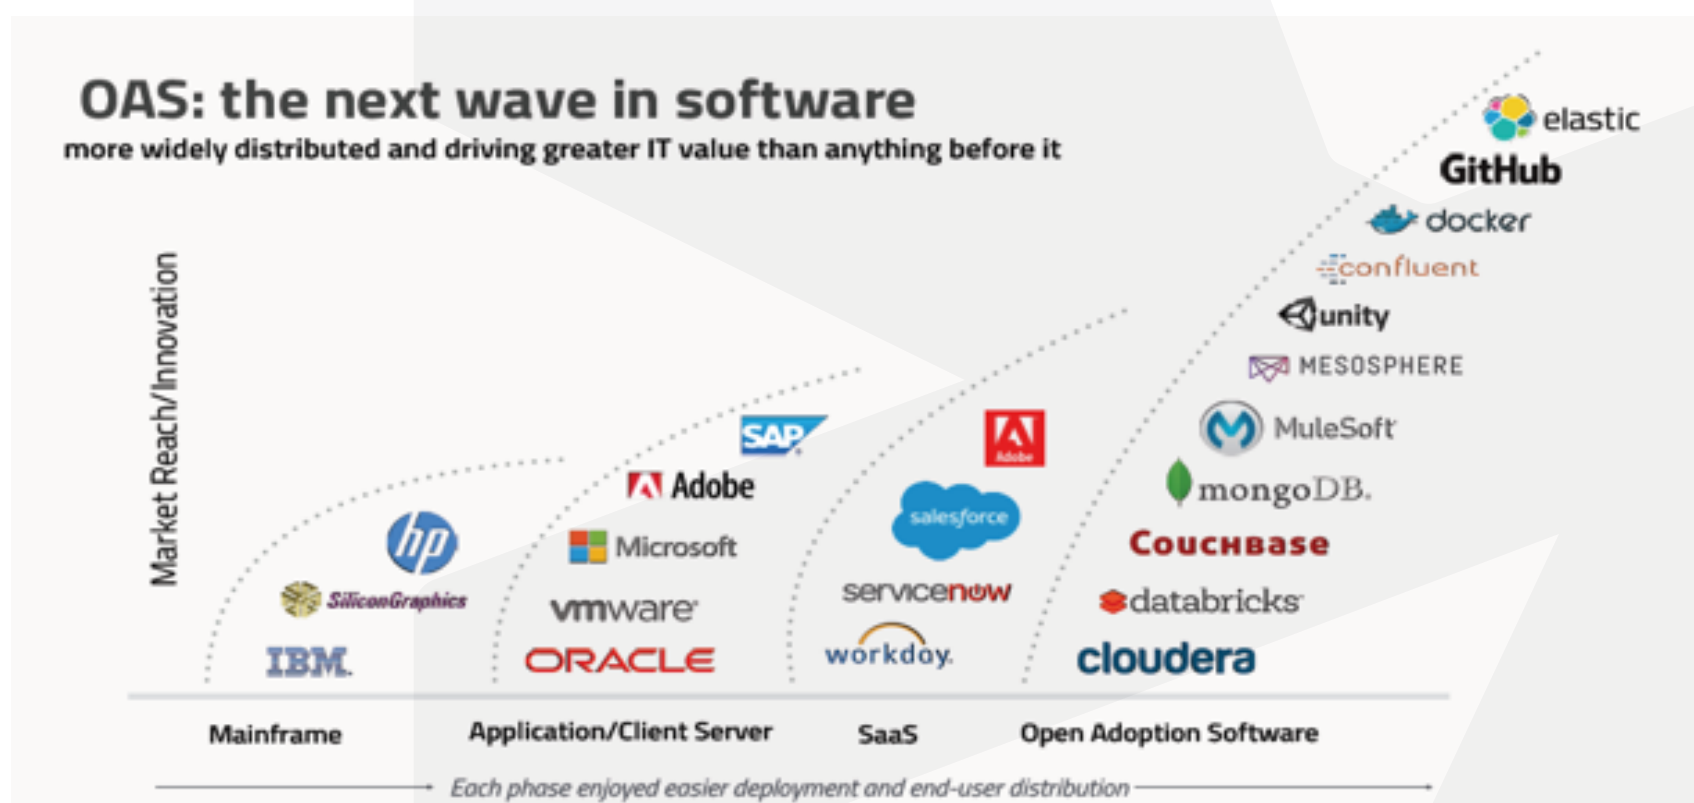 OAS: the next wave in software
more widely distributed and driving greater IT value than anything before it
Market Reach/Innovation
hp
SiliconGraphics
IBM.
SAP
Adobe
Microsoft
vmware
ORACLE
Adobe
salesforce
servicenow
workday.
elastic
GitHub
docker
confluent
unity
MESOSPHERE
MuleSoft
mongoDB.
COUCHBASE
databricks
cloudera
Mainframe
Application/Client Server
SaaS
Open Adoption Software
Each phase enjoyed easier deployment and end-user distribution